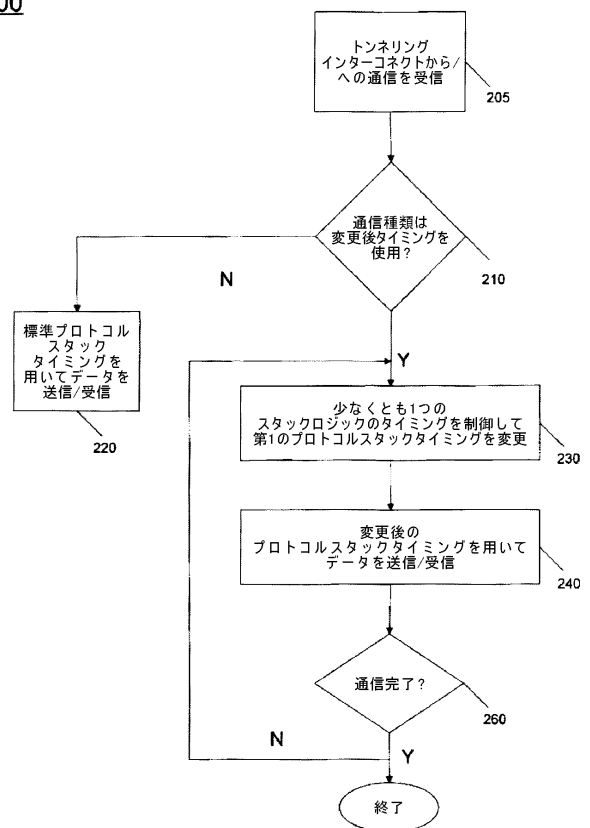 00
トンネリング
インターコネクトから/
への通信を受信
205
通信種類は
変更後タイミングを
使用?
210
N
標準プロトコル
スタック
タイミングを
用いてデータを
送信/受信
220
Y
少なくとも1つの
スタックロジックのタイミングを制御して
第1のプロトコルスタックタイミングを変更
230
変更後の
プロトコルスタックタイミングを用いて
データを送信/受信
240
通信完了?
260
N
Y
終了